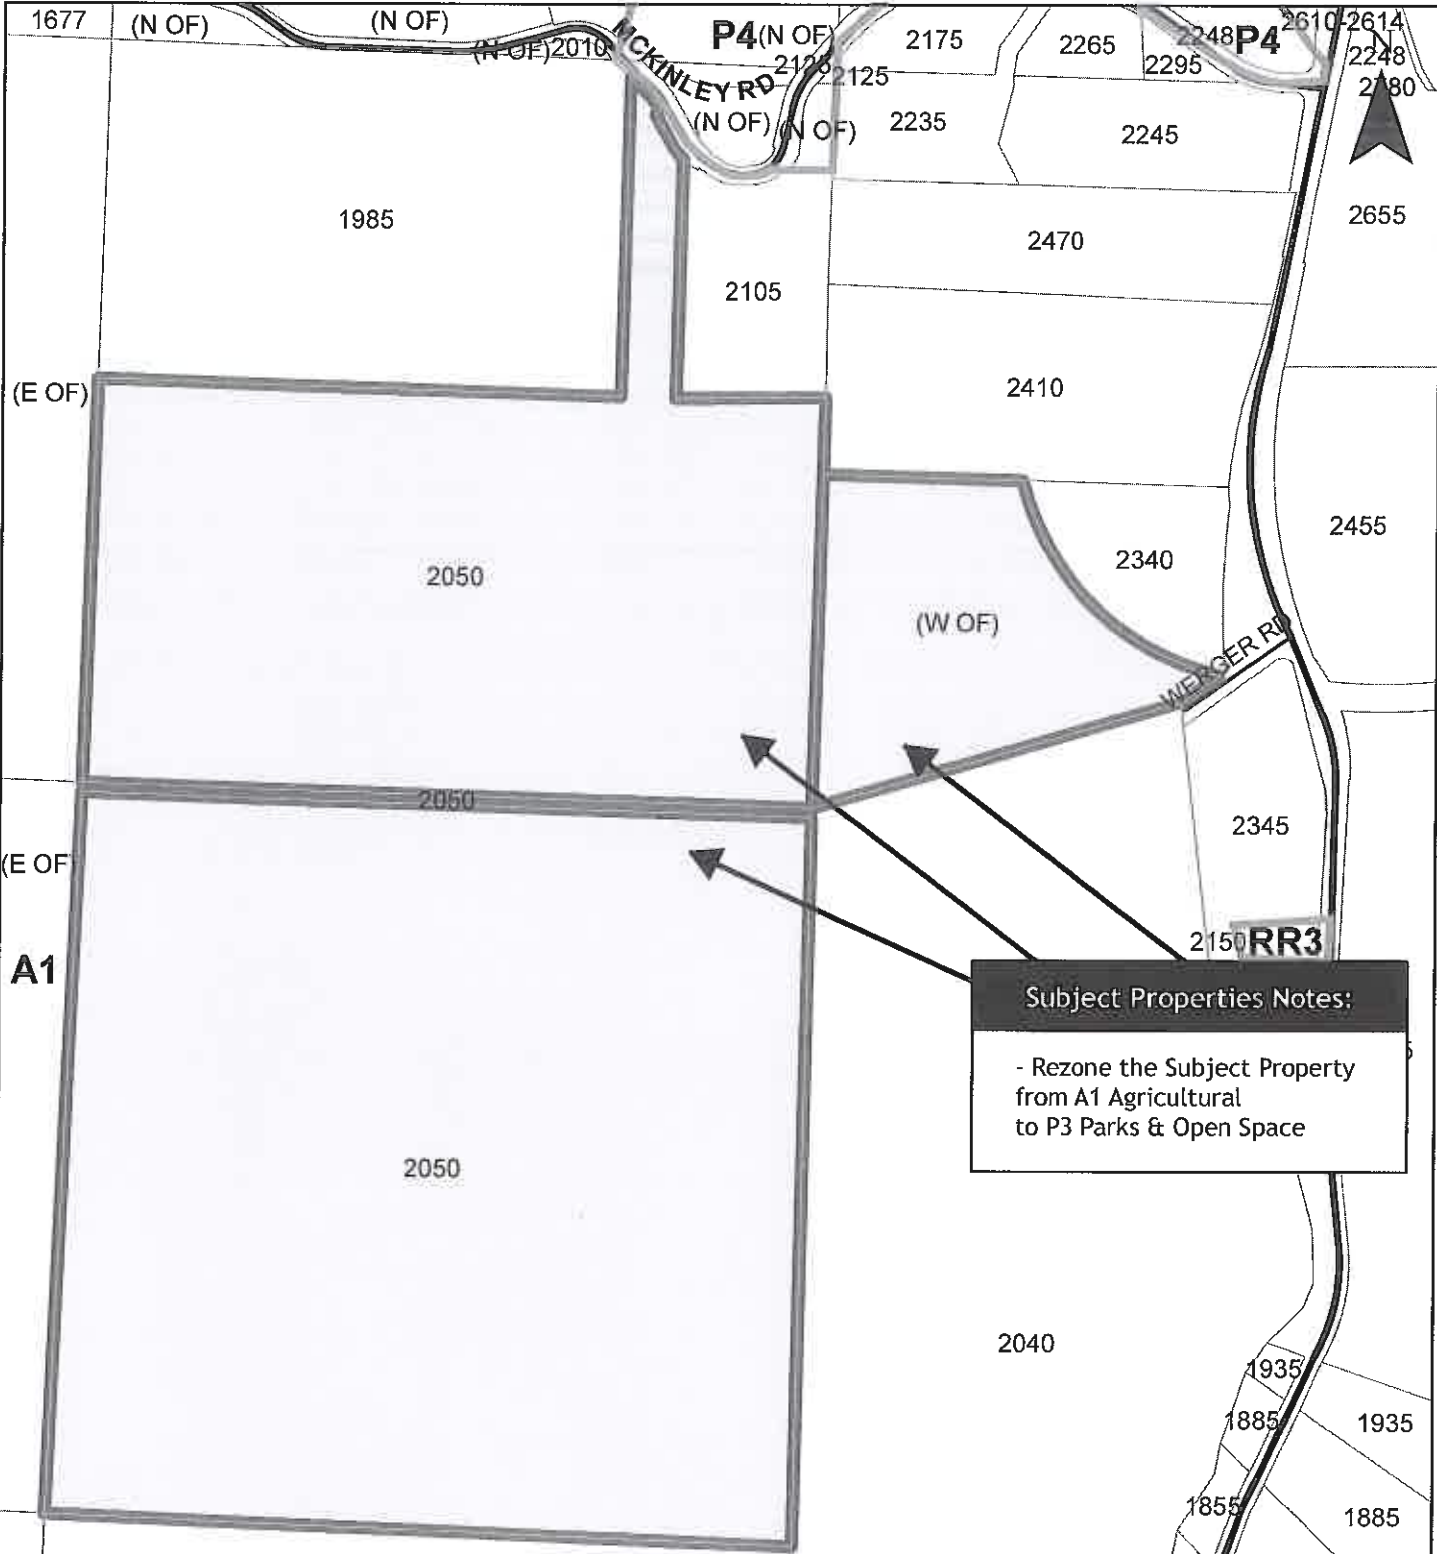 1677
(N OF)
(N OF)
(N OF)
2010
MCKINLEY RD
P4
(N OF)
2125
2125
2175
2265
2248
P4
2610-2614
2295
N
2248
(N OF)
(N OF)
2235
2245
1985
2655
2470
2105
(E OF)
2410
2455
2050
2340
(W OF)
WERGER RD
2050
2345
(E OF)
2150
RR3
A1
Subject Properties Notes:
- Rezone the Subject Property
from A1 Agricultural
to P3 Parks & Open Space
2050
2040
1935
1885
1935
1855
1885